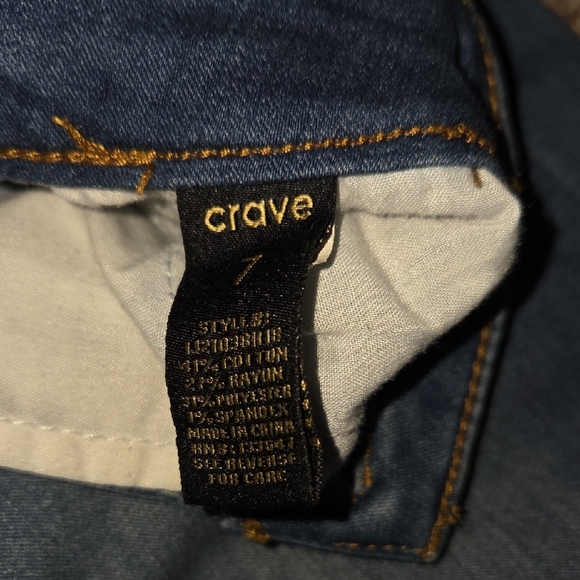 crave
7
STYLE#:
41% COTTON
27% RAYON
31% POLYESTER
1% SPANDEX
MADE IN CHINA
RN#:
SEE REVERSE
FOR CARE